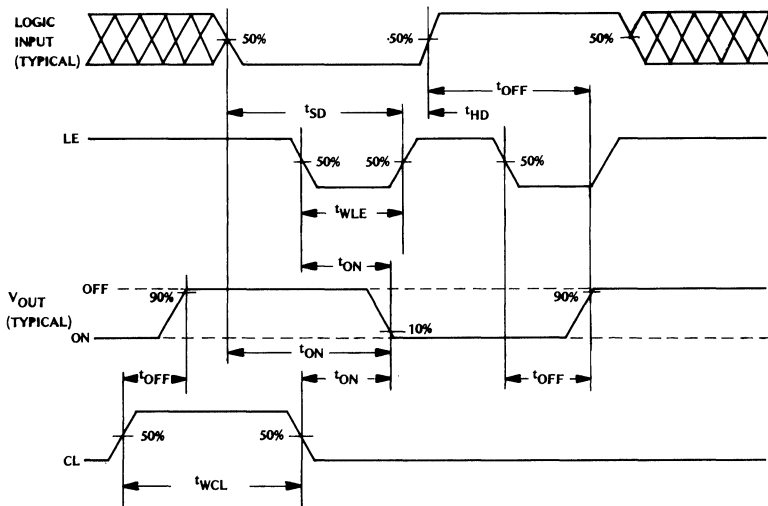 LOGIC
INPUT
(TYPICAL)
50%
·50%
50%
tOFF
tSD
tHD
LE
50%
50%
50%
tWLE
tON
OFF
90%
90%
VOUT
(TYPICAL)
10%
ON
tON
tOFF
tON
tOFF
50%
50%
CL
tWCL